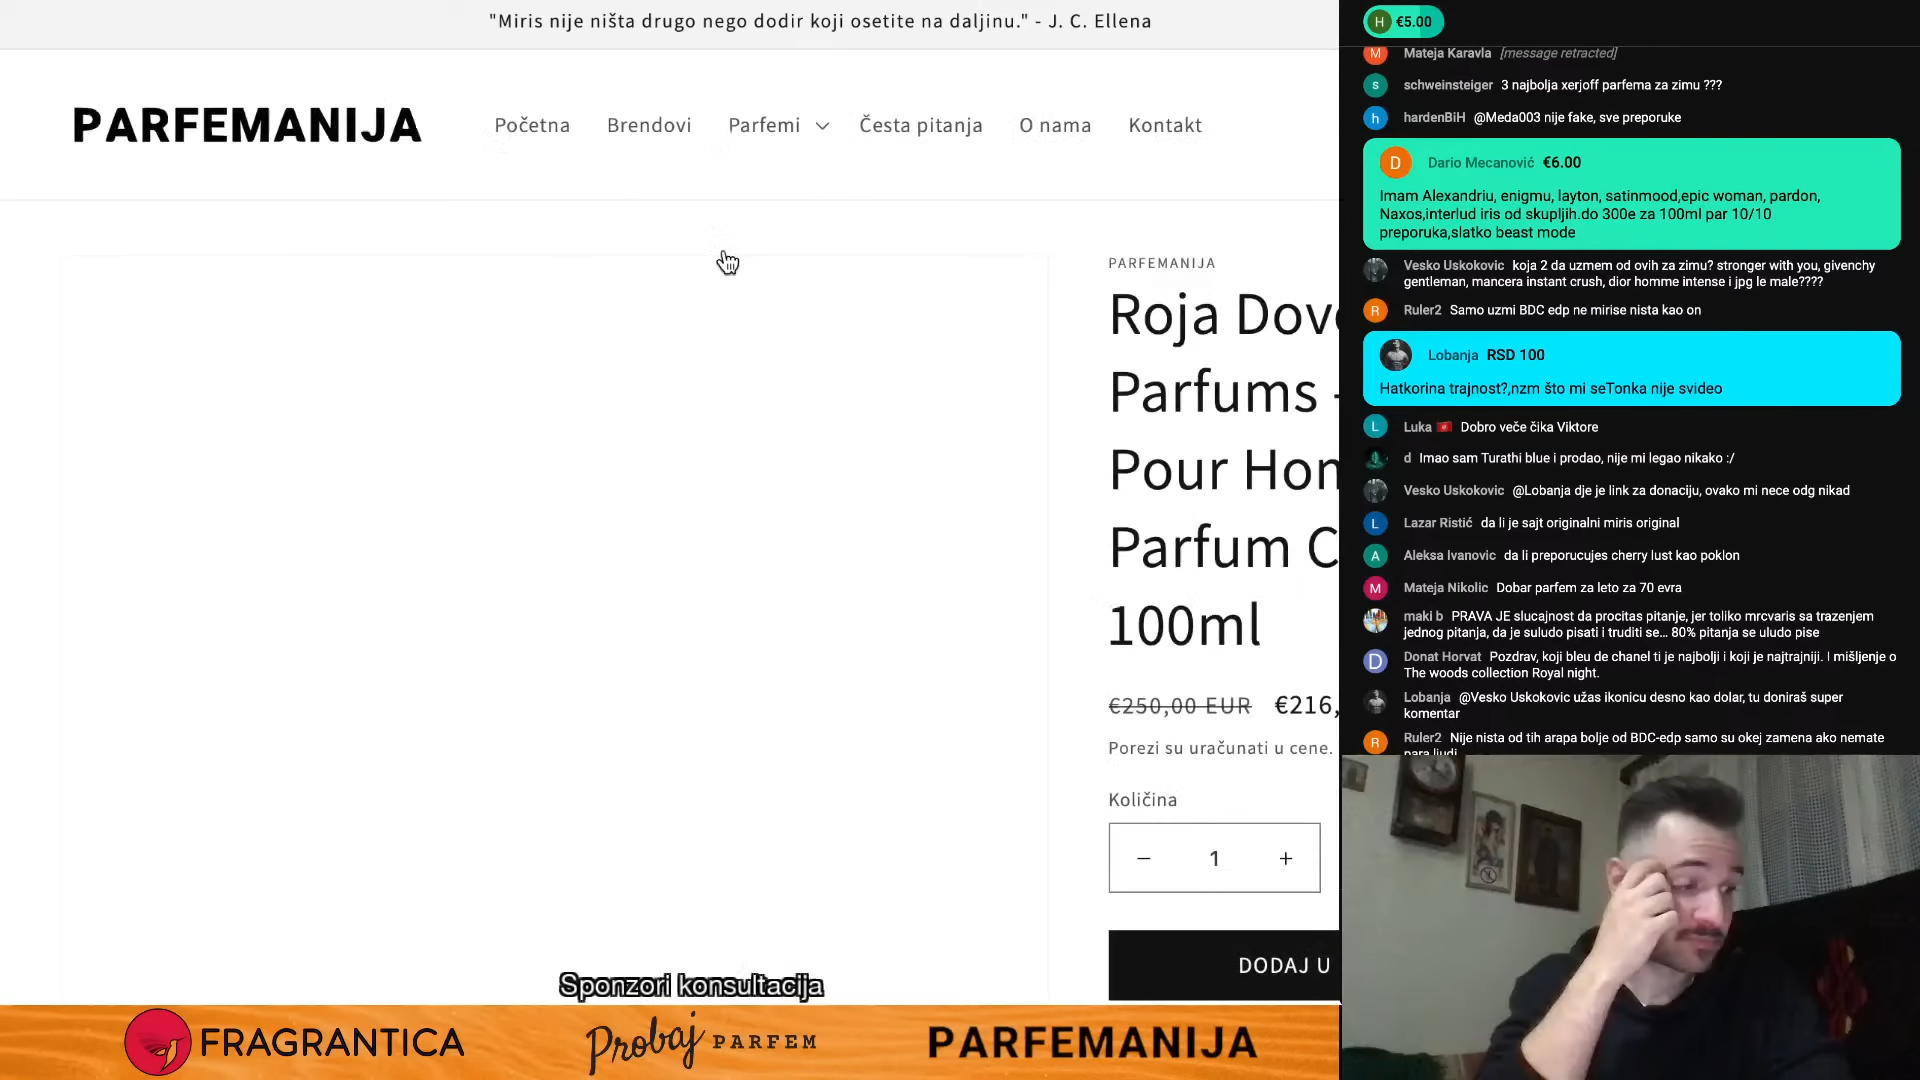 "Miris nije ništa drugo nego dodir koji osetite na daljinu." - J. C. Ellena
PARFEMANIJA
Početna
Brendovi
Parfemi
Česta pitanja
O nama
Kontakt
PARFEMANIJA
Roja
Parfums -
Pour
Parfum
100ml
€250,00 EUR €216,
Porezi su uračunati u cene.
Količina
− 1 +
DODAJ U
Sponzori konsultacija
FRAGRANTICA
Probaj PARFEM
PARFEMANIJA
H €5.00
M Mateja Karavla [message retracted]
s schweinsteiger 3 najbolja xerjoff parfema za zimu ???
h hardenBiH @Meda003 nije fake, sve preporuke
D Dario Mecanović €6.00
Imam Alexandriu, enigmu, layton, satinmood,epic woman, pardon,
Naxos,interlud iris od skupljih.do 300e za 100ml par 10/10
preporuka,slatko beast mode
Vesko Uskokovic koja 2 da uzmem od ovih za zimu? stronger with you, givenchy
gentleman, mancera instant crush, dior homme intense i jpg le male????
R Ruler2 Samo uzmi BDC edp ne mirise nista kao on
Lobanja RSD 100
Hatkorina trajnost?,nzm što mi seTonka nije svideo
L Luka Dobro veče čika Viktore
d Imao sam Turathi blue i prodao, nije mi legao nikako :/
Vesko Uskokovic @Lobanja dje je link za donaciju, ovako mi nece odg nikad
L Lazar Ristić da li je sajt originalni miris original
A Aleksa Ivanovic da li preporucujes cherry lust kao poklon
M Mateja Nikolic Dobar parfem za leto za 70 evra
maki b PRAVA JE slucajnost da procitas pitanje, jer toliko mrcvaris sa trazenjem
jednog pitanja, da je suludo pisati i truditi se... 80% pitanja se uludo pise
D Donat Horvat Pozdrav, koji bleu de chanel ti je najbolji i koji je najtrajniji. I mišljenje o
The woods collection Royal night.
Lobanja @Vesko Uskokovic užas ikonicu desno kao dolar, tu doniraš super
komentar
R Ruler2 Nije nista od tih arapa bolje od BDC-edp samo su okej zamena ako nemate
para ljudi